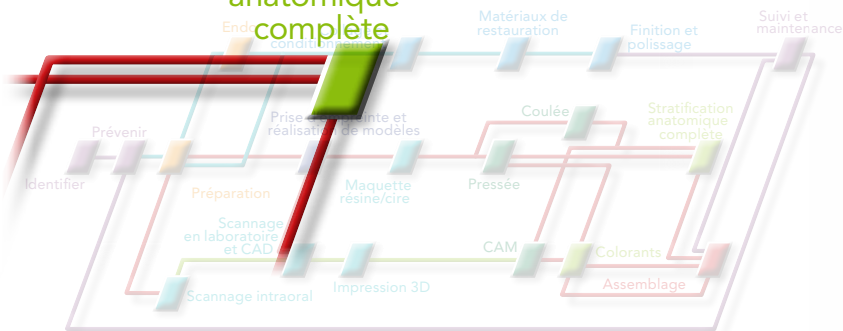 anatomique
complète
Endo
conditionnement
Matériaux de
restauration
Finition et
polissage
Suivi et
maintenance
Prévenir
Identifier
Préparation
Prise d'empreinte et
réalisation de modèles
Maquette
résine/cire
Coulée
Pressée
Stratification
anatomique
complète
Scannage
en laboratoire
et CAD
Scannage intraoral
Impression 3D
CAM
Colorants
Assemblage